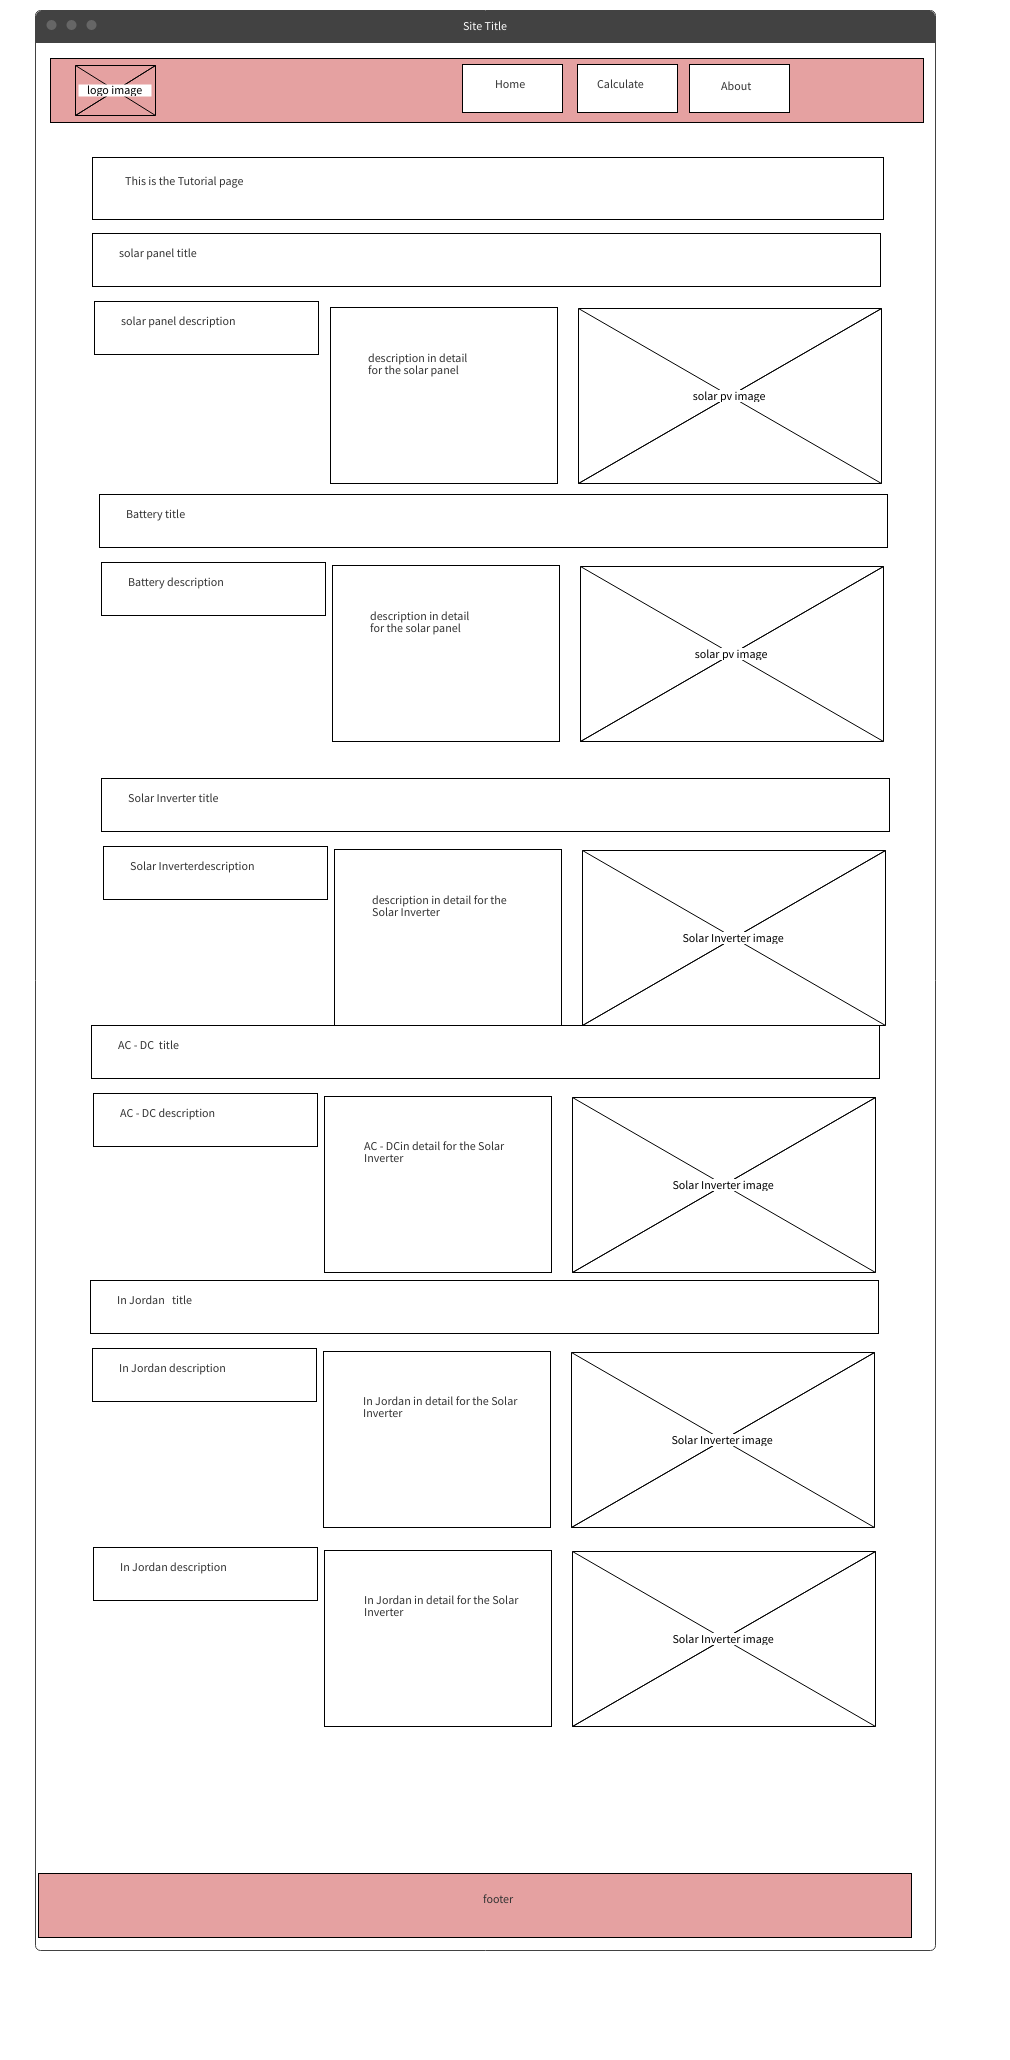 Site Title
logo image
Home
Calculate
About
This is the Tutorial page
solar panel title
solar panel description
description in detail
for the solar panel
solar pv image
Battery title
Battery description
description in detail
for the solar panel
solar pv image
Solar Inverter title
Solar Inverterdescription
description in detail for the
Solar Inverter
Solar Inverter image
AC - DC  title
AC - DC description
AC - DCin detail for the Solar
Inverter
Solar Inverter image
In Jordan   title
In Jordan description
In Jordan in detail for the Solar
Inverter
Solar Inverter image
In Jordan description
In Jordan in detail for the Solar
Inverter
Solar Inverter image
footer